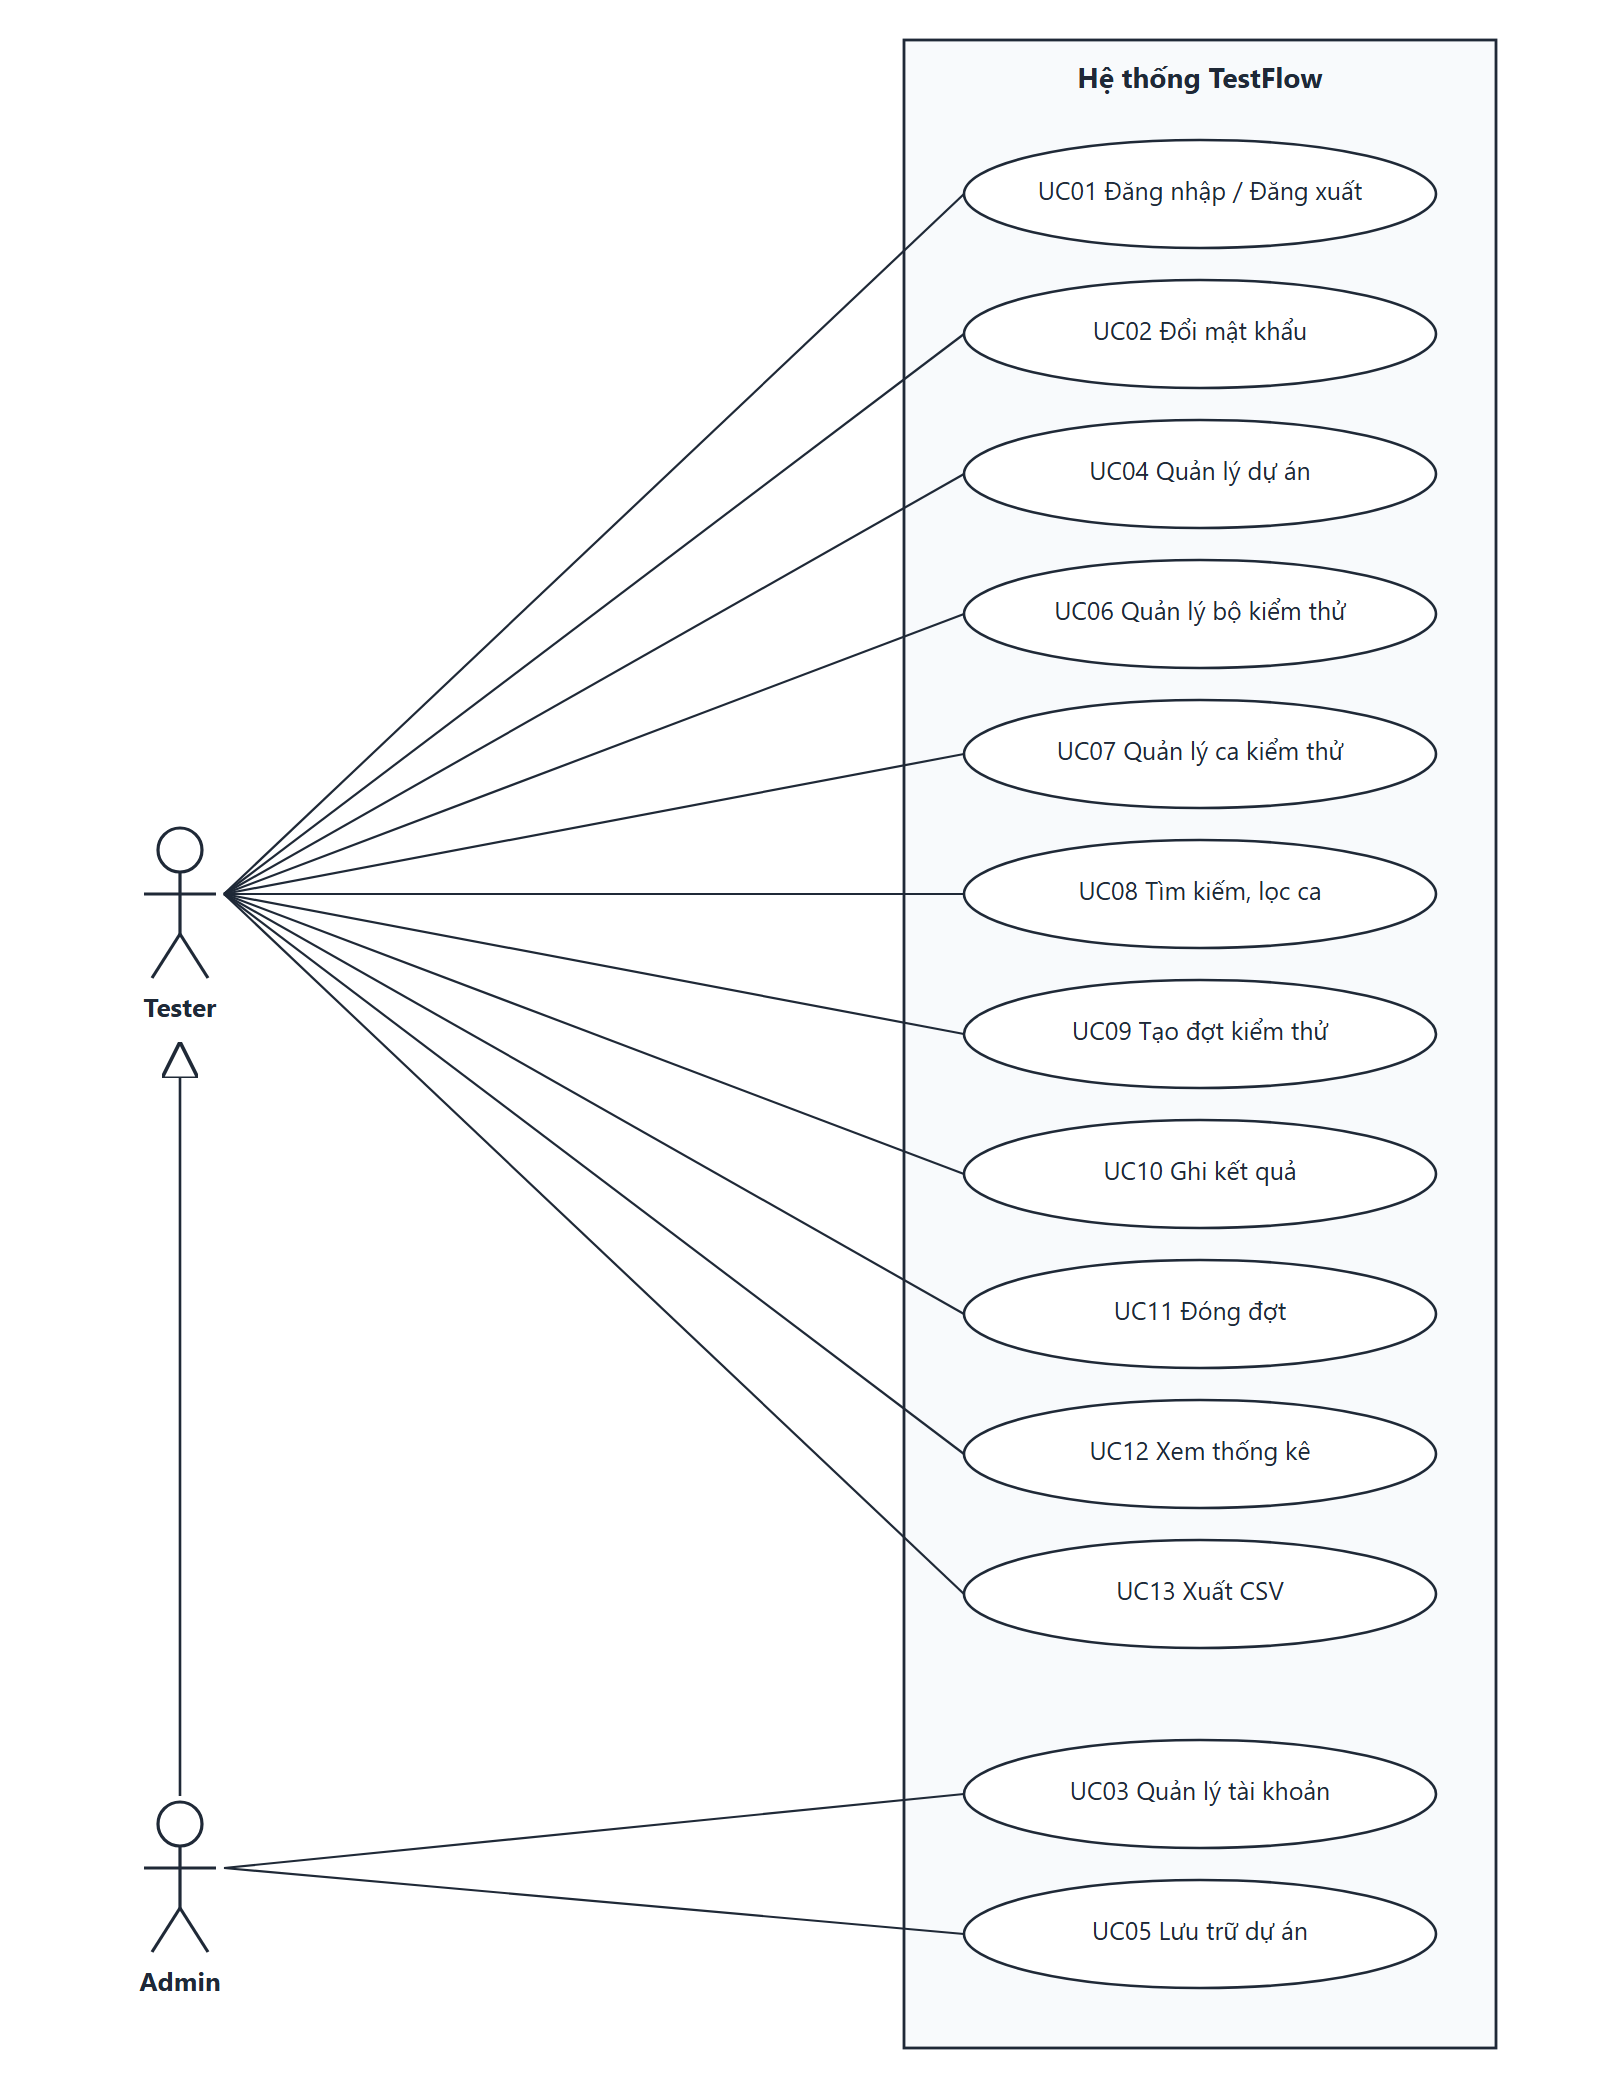 Hệ thống TestFlow
UC01 Đăng nhập / Đăng xuất
UC02 Đổi mật khẩu
UC04 Quản lý dự án
UC06 Quản lý bộ kiểm thử
UC07 Quản lý ca kiểm thử
UC08 Tìm kiếm, lọc ca
Tester
UC09 Tạo đợt kiểm thử
UC10 Ghi kết quả
UC11 Đóng đợt
UC12 Xem thống kê
UC13 Xuất CSV
UC03 Quản lý tài khoản
UC05 Lưu trữ dự án
Admin